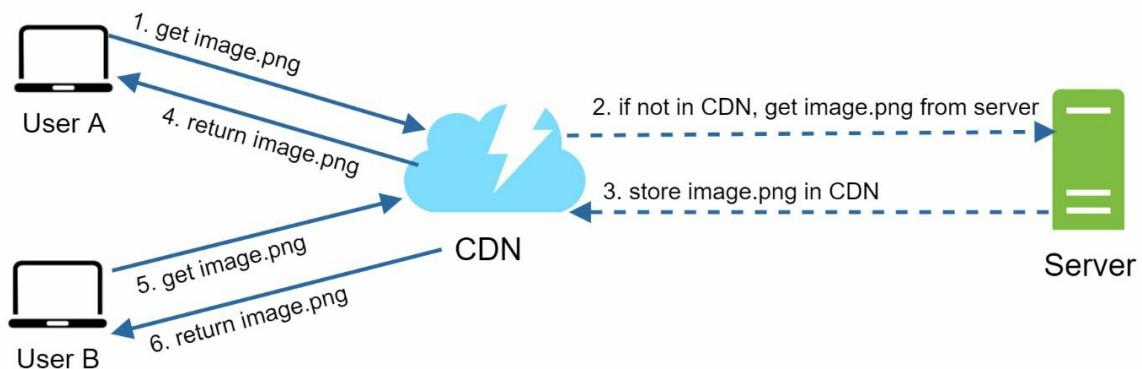 1. get image.png
User A
4. return image.png
2. if not in CDN, get image.png from server
3. store image.png in CDN
CDN
Server
5. get image.png
6. return image.png
User B